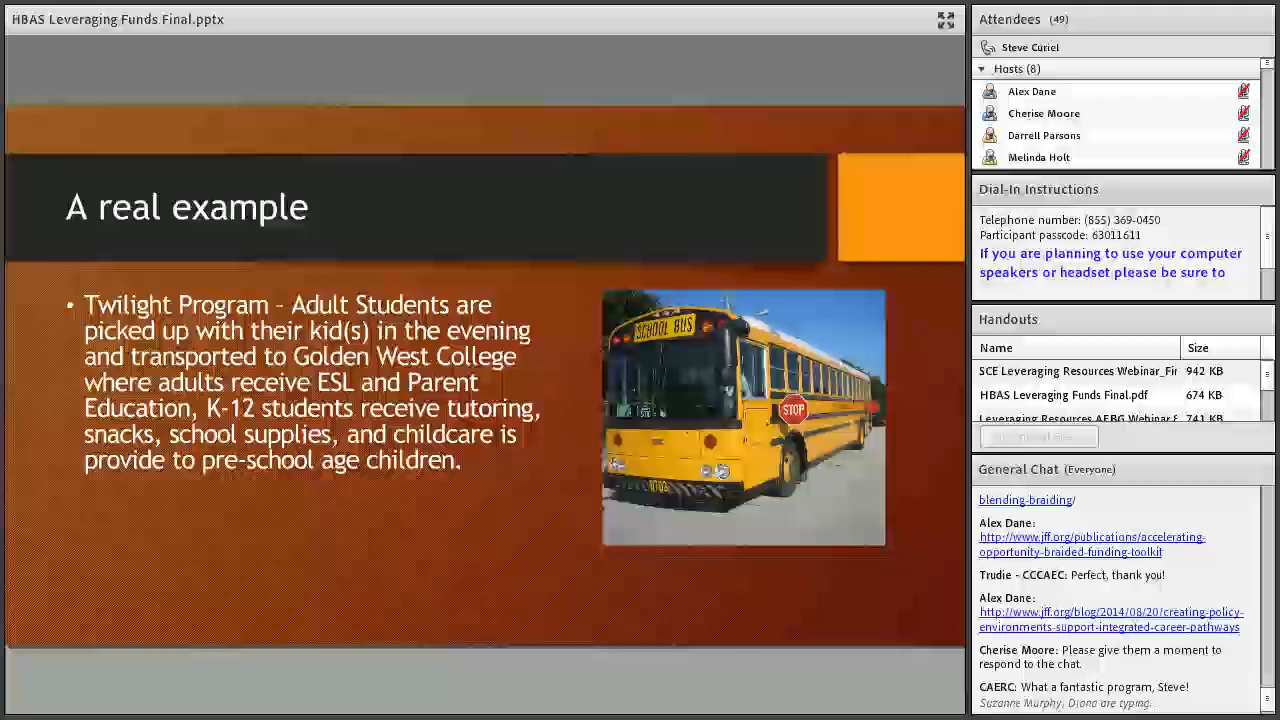 HBAS Leveraging Funds Final.pptx
A real example
• Twilight Program – Adult Students are
picked up with their kid(s) in the evening
and transported to Golden West College
where adults receive ESL and Parent
Education, K-12 students receive tutoring,
snacks, school supplies, and childcare is
provide to pre-school age children.
SCHOOL BUS
STOP
Attendees (49)
Steve Curiel
Hosts (8)
Alex Dane
Cherise Moore
Darrell Parsons
Melinda Holt
Dial-In Instructions
Telephone number: (855) 369-0450
Participant passcode: 63011611
If you are planning to use your computer
speakers or headset please be sure to
Handouts
Name Size
SCE Leveraging Resources Webinar_Fir 942 KB
HBAS Leveraging Funds Final.pdf 674 KB
Leveraging Resources AEBG Webinar 741 KB
General Chat (Everyone)
blending-braiding/
Alex Dane:
http://www.jff.org/publications/accelerating-
opportunity-braided-funding-toolkit
Trudie - CCCAEC: Perfect, thank you!
Alex Dane:
http://www.jff.org/blog/2014/08/20/creating-policy-
environments-support-integrated-career-pathways
Cherise Moore: Please give them a moment to
respond to the chat.
CAERC: What a fantastic program, Steve!
Suzanne Murphy, Diona are typing.